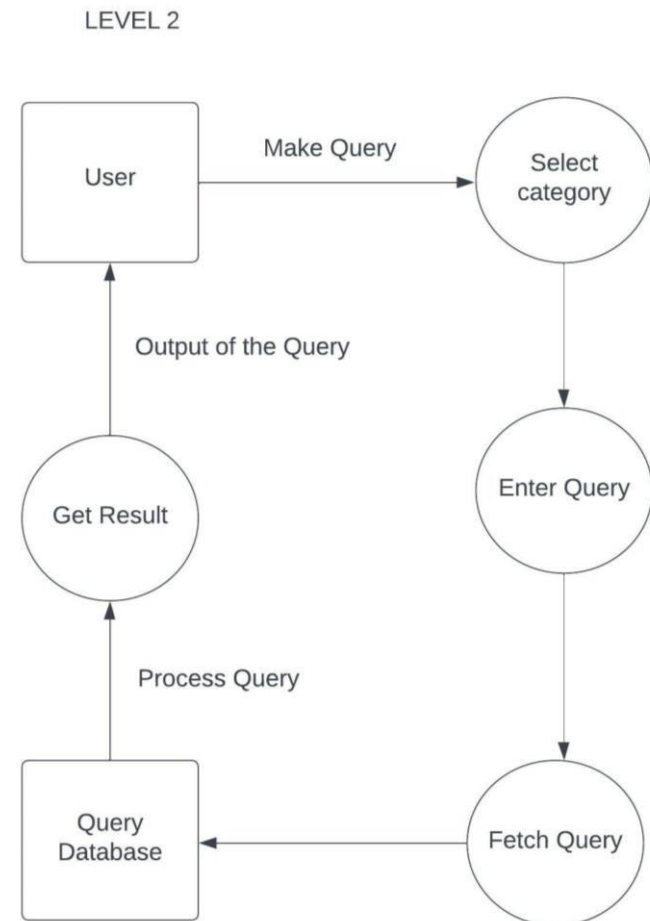 LEVEL 2
User
Make Query
Select
category
Output of the Query
Enter Query
Get Result
Process Query
Query
Database
Fetch Query